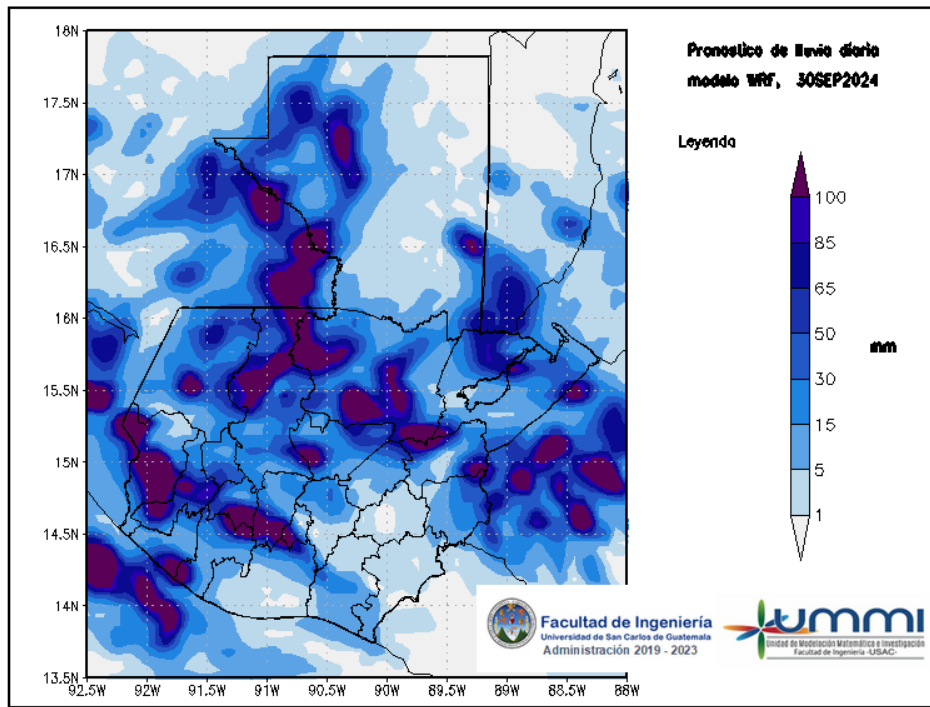 18N
17.5N
17N
16.5N
16N
15.5N
15N
14.5N
14N
13.5N
92.5W
92W
91.5W
91W
90.5W
90W
89.5W
89W
88.5W
88W
Pronostico de lluvia diaria
modelo WRF, 30SEP2024
Leyenda
100
85
65
50
30
15
5
1
mm
Facultad de Ingeniería
Universidad de San Carlos de Guatemala
Administración 2019 - 2023
UMMI
Unidad de Modelación Matemática e Investigación
Facultad de Ingeniería -USAC-